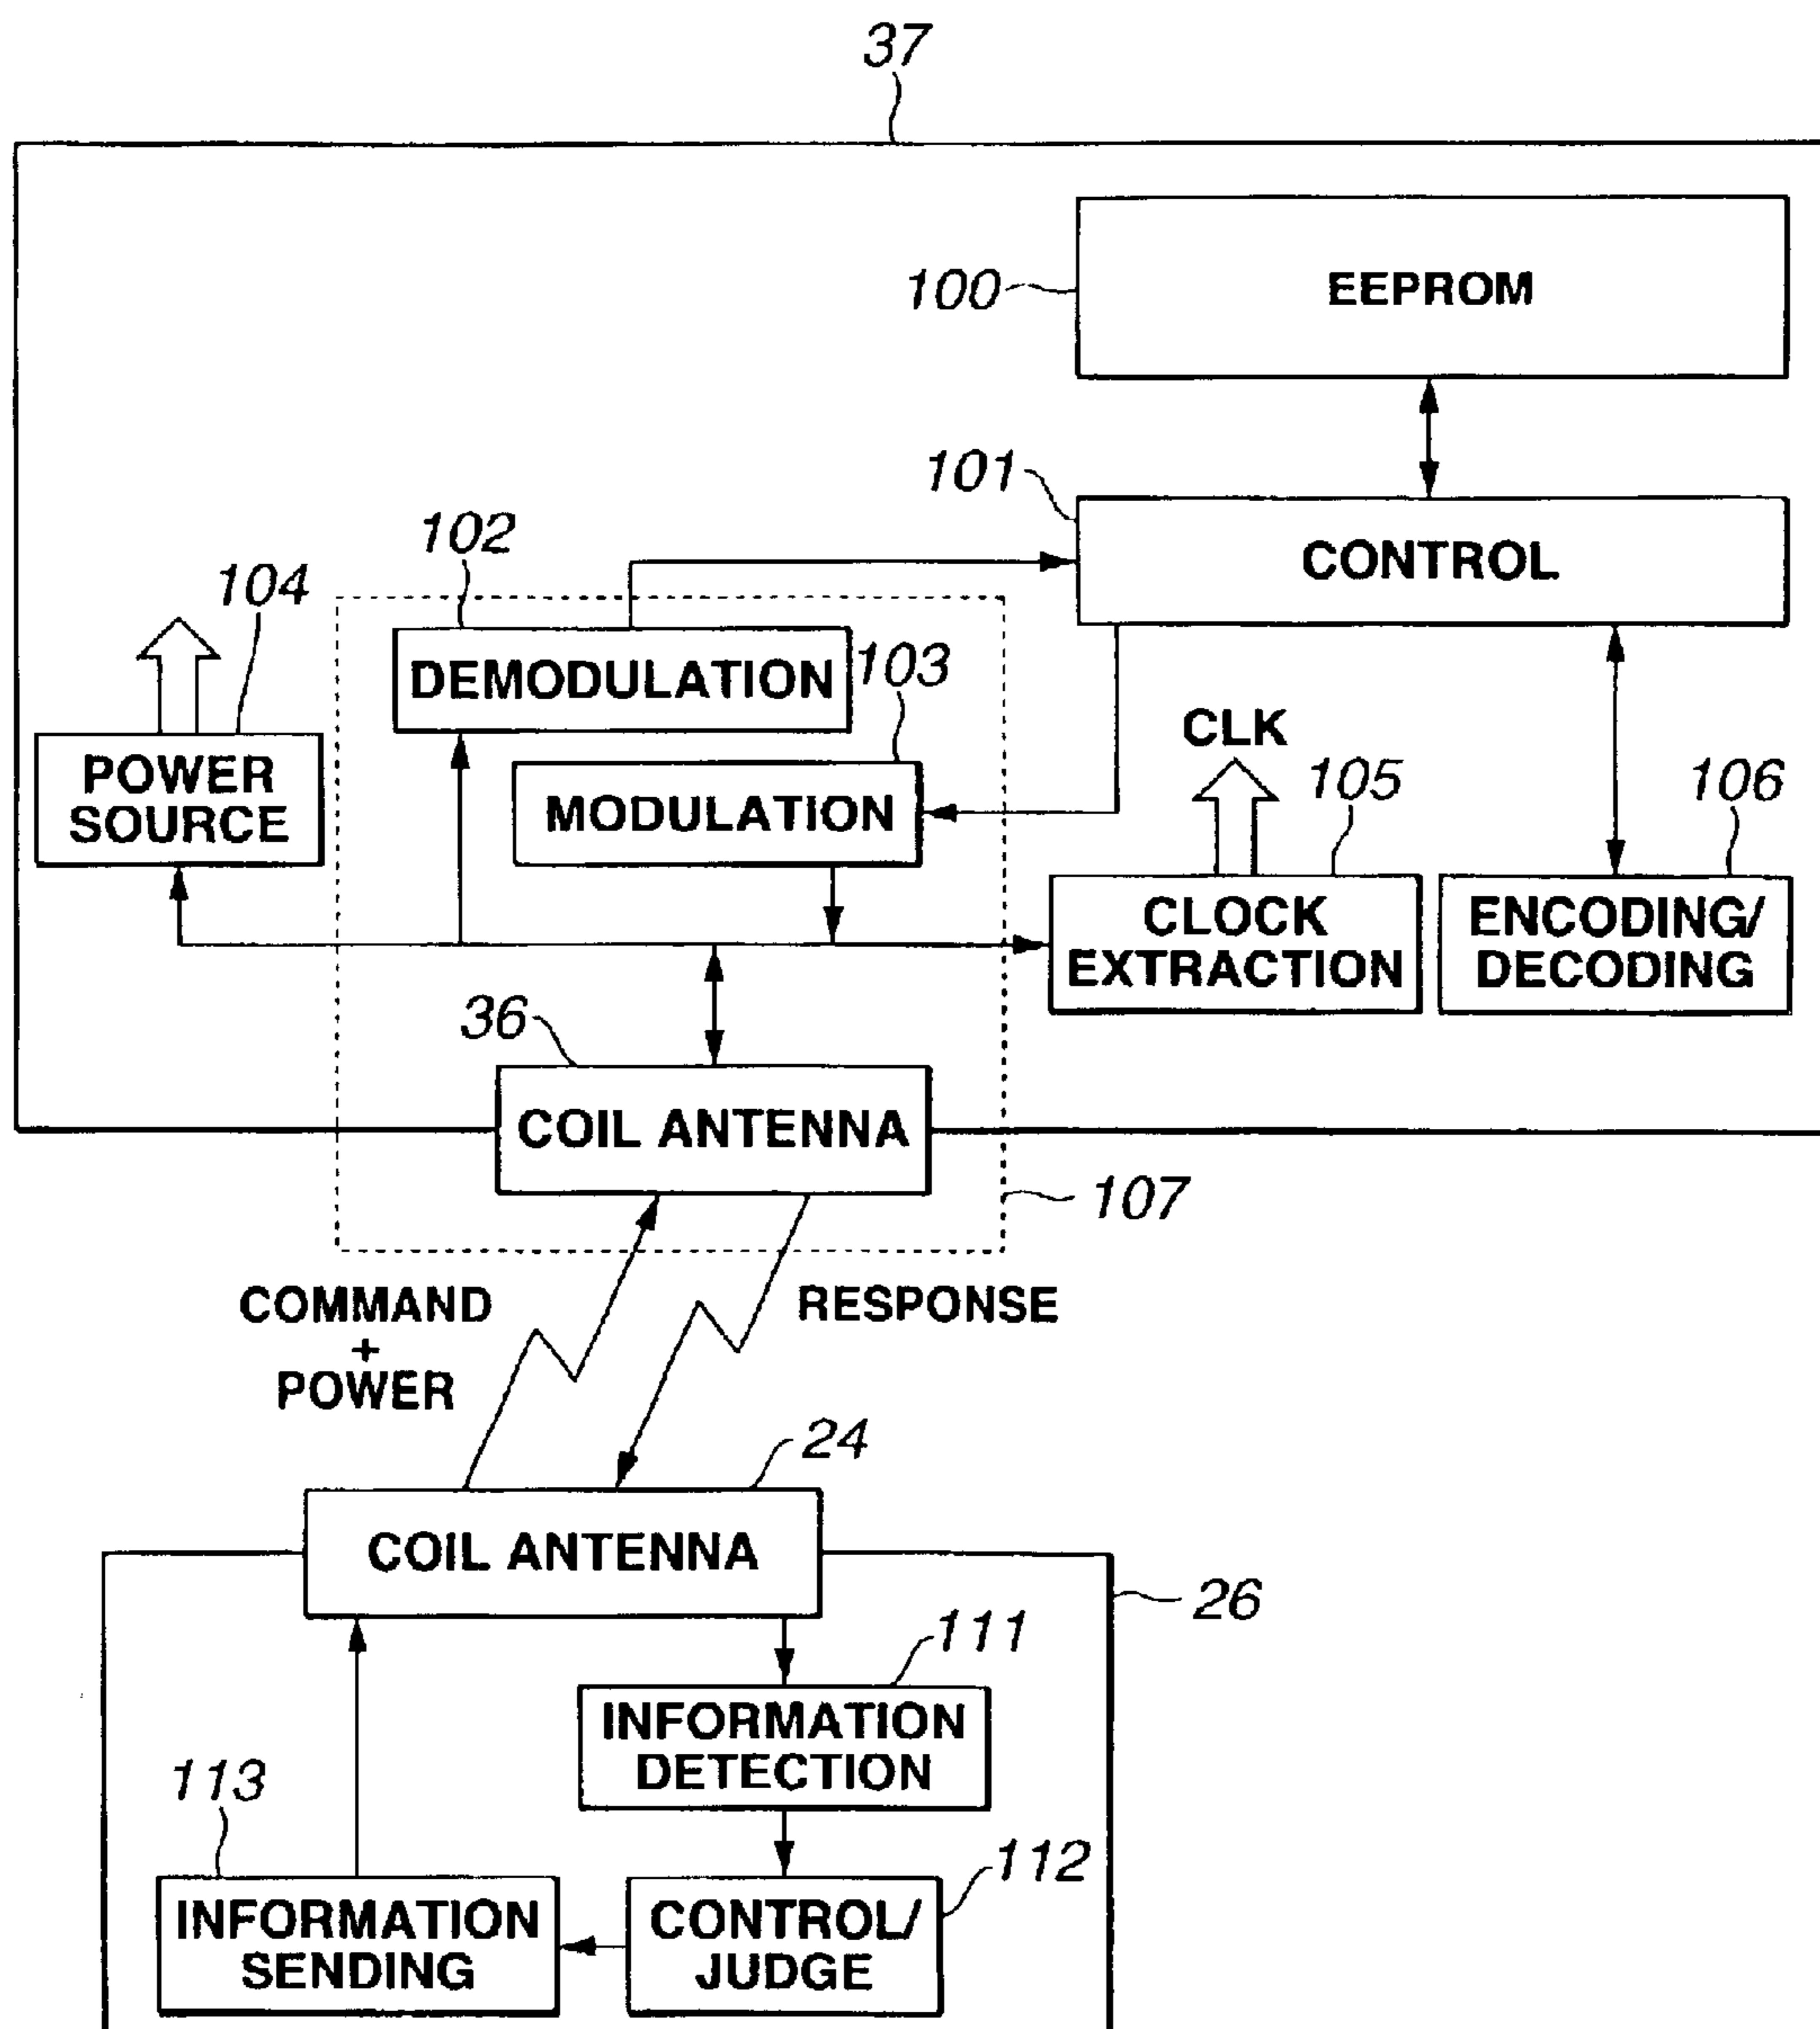 37
100
EEPROM
101
CONTROL
102
104
DEMODULATION
103
CLK
105
106
POWER
SOURCE
MODULATION
CLOCK
EXTRACTION
ENCODING/
DECODING
36
COIL ANTENNA
107
COMMAND
+
POWER
RESPONSE
24
COIL ANTENNA
26
111
INFORMATION
DETECTION
113
112
INFORMATION
SENDING
CONTROL/
JUDGE